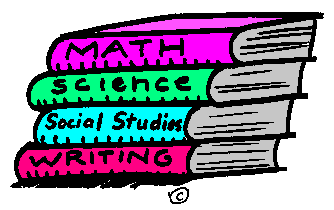 MATH
science
Social Studies
WRITING
©